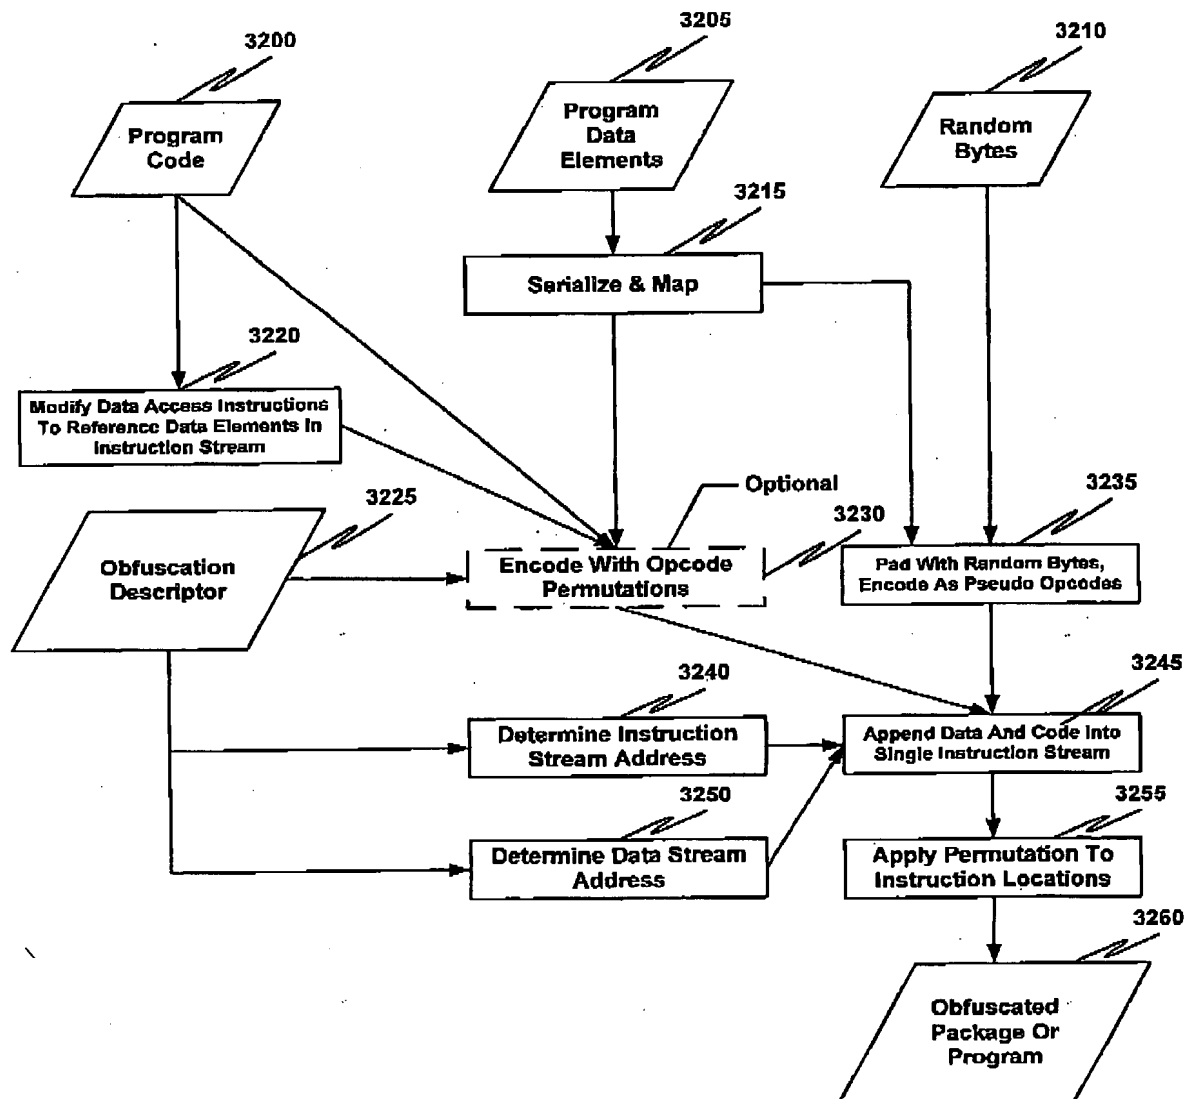 3200
3205
3210
Program
Code
Program
Data
Elements
Random
Bytes
3215
Serialize & Map
3220
Modify Data Access Instructions
To Reference Data Elements In
Instruction Stream
3225
Obfuscation
Descriptor
Optional
3230
Encode With Opcode
Permutations
3235
Pad With Random Bytes,
Encode As Pseudo Opcodes
3240
Determine Instruction
Stream Address
3245
Append Data And Code Into
Single Instruction Stream
3250
Determine Data Stream
Address
3255
Apply Permutation To
Instruction Locations
3260
Obfuscated
Package Or
Program